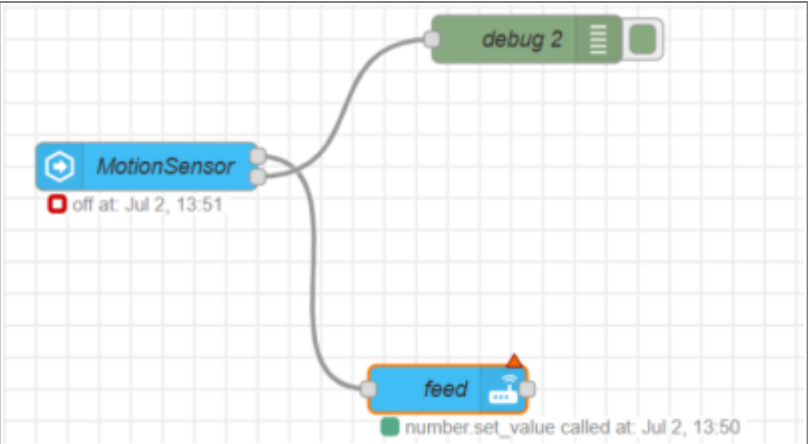 debug 2
MotionSensor
off at: Jul 2, 13:51
feed
number.set_value called at: Jul 2, 13:50